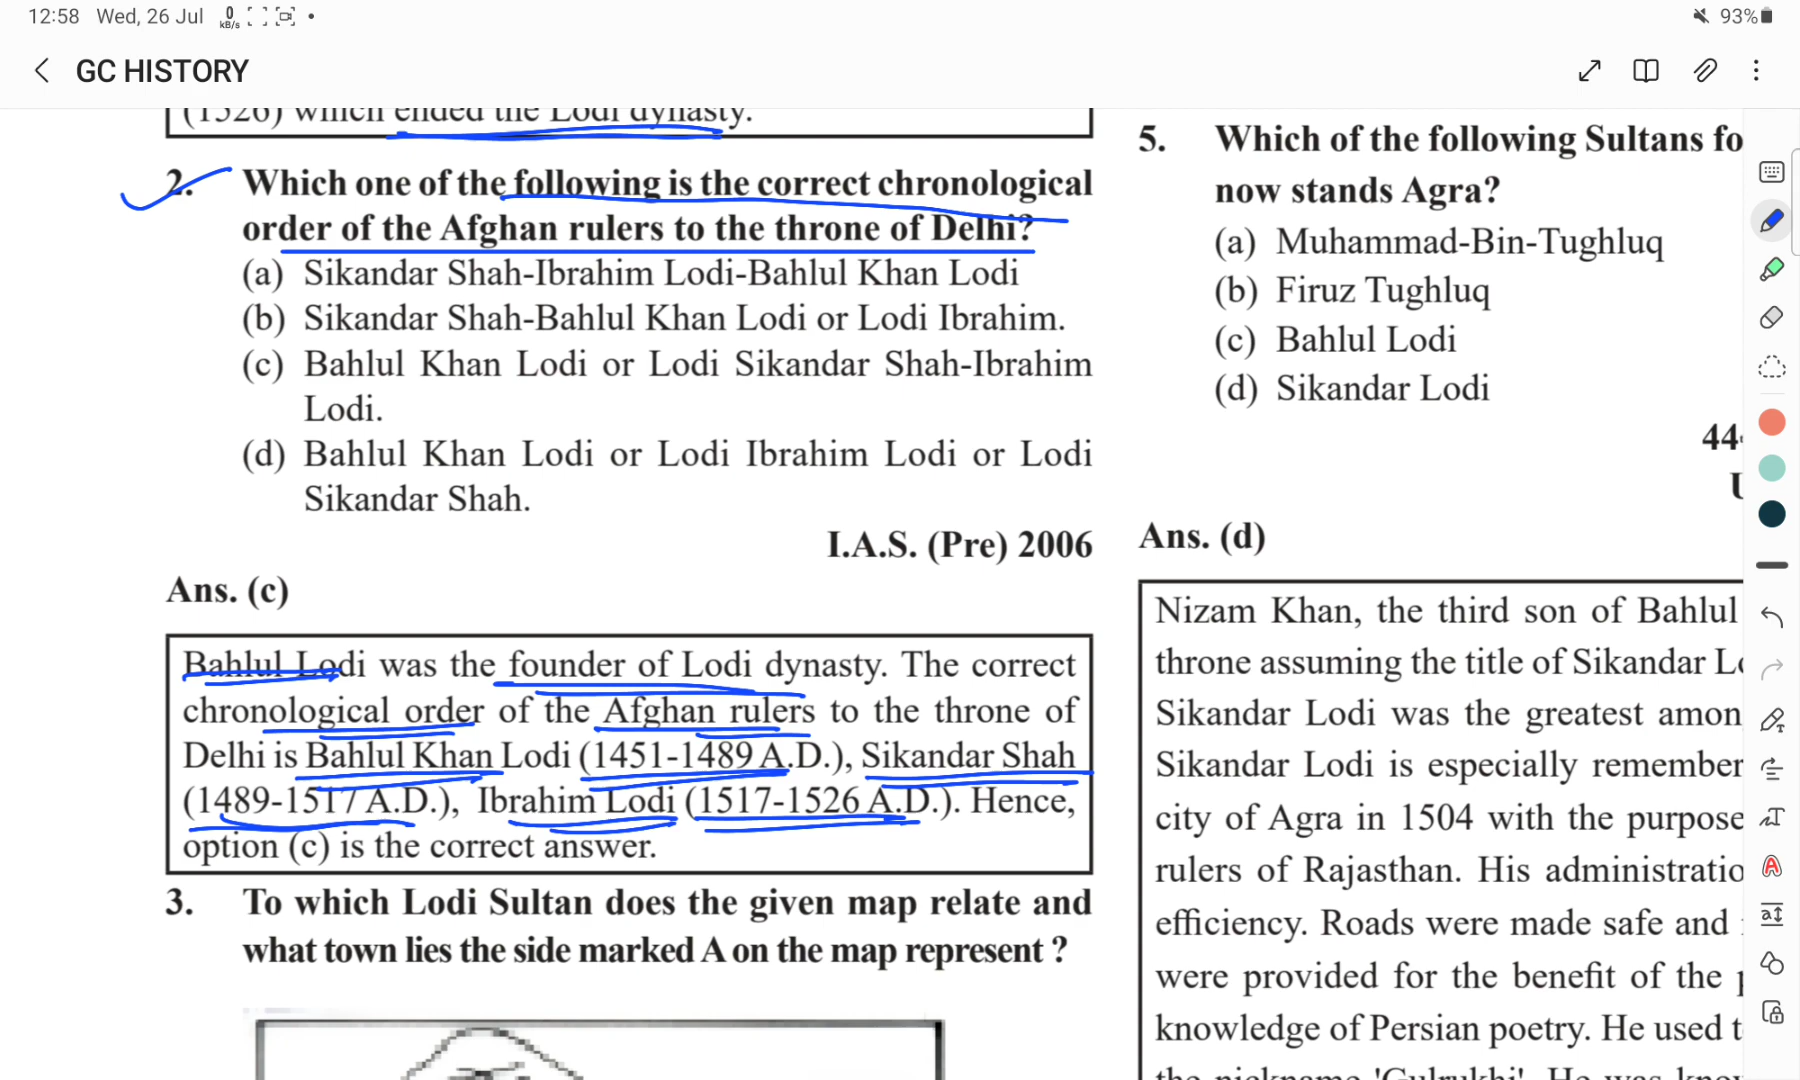 12:58 Wed, 26 Jul 0 kB/s 93%
GC HISTORY
(1526) which ended the Lodi dynasty.
2. Which one of the following is the correct chronological
order of the Afghan rulers to the throne of Delhi?
(a) Sikandar Shah-Ibrahim Lodi-Bahlul Khan Lodi
(b) Sikandar Shah-Bahlul Khan Lodi or Lodi Ibrahim.
(c) Bahlul Khan Lodi or Lodi Sikandar Shah-Ibrahim
Lodi.
(d) Bahlul Khan Lodi or Lodi Ibrahim Lodi or Lodi
Sikandar Shah.
I.A.S. (Pre) 2006
Ans. (c)
Bahlul Lodi was the founder of Lodi dynasty. The correct
chronological order of the Afghan rulers to the throne of
Delhi is Bahlul Khan Lodi (1451-1489 A.D.), Sikandar Shah
(1489-1517 A.D.), Ibrahim Lodi (1517-1526 A.D.). Hence,
option (c) is the correct answer.
3. To which Lodi Sultan does the given map relate and
what town lies the side marked A on the map represent ?
5. Which of the following Sultans fo
now stands Agra?
(a) Muhammad-Bin-Tughluq
(b) Firuz Tughluq
(c) Bahlul Lodi
(d) Sikandar Lodi
44
U
Ans. (d)
Nizam Khan, the third son of Bahlul
throne assuming the title of Sikandar Lo
Sikandar Lodi was the greatest amon
Sikandar Lodi is especially remember
city of Agra in 1504 with the purpose
rulers of Rajasthan. His administratio
efficiency. Roads were made safe and
were provided for the benefit of the p
knowledge of Persian poetry. He used t
the nickname 'Gulrukhi'. He was know